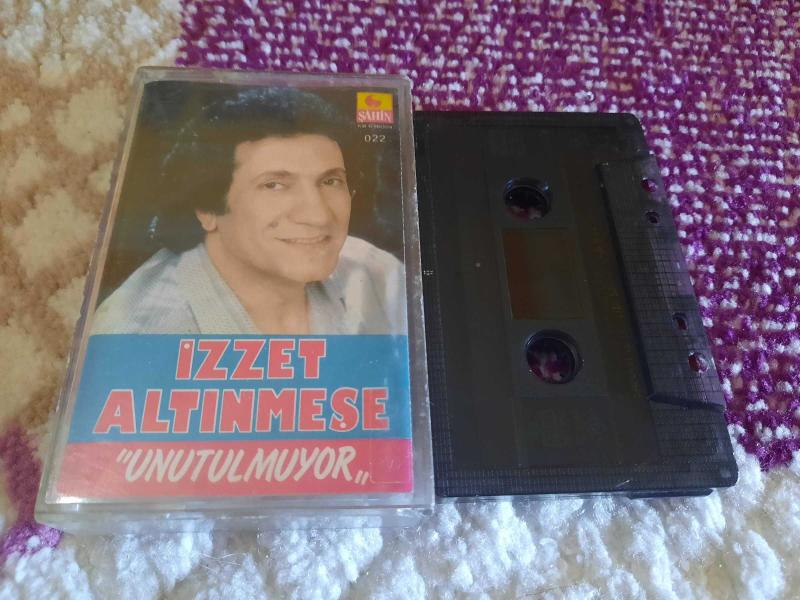 ŞAHİN
022
İZZET
ALTINMEŞE
"UNUTULMUYOR„